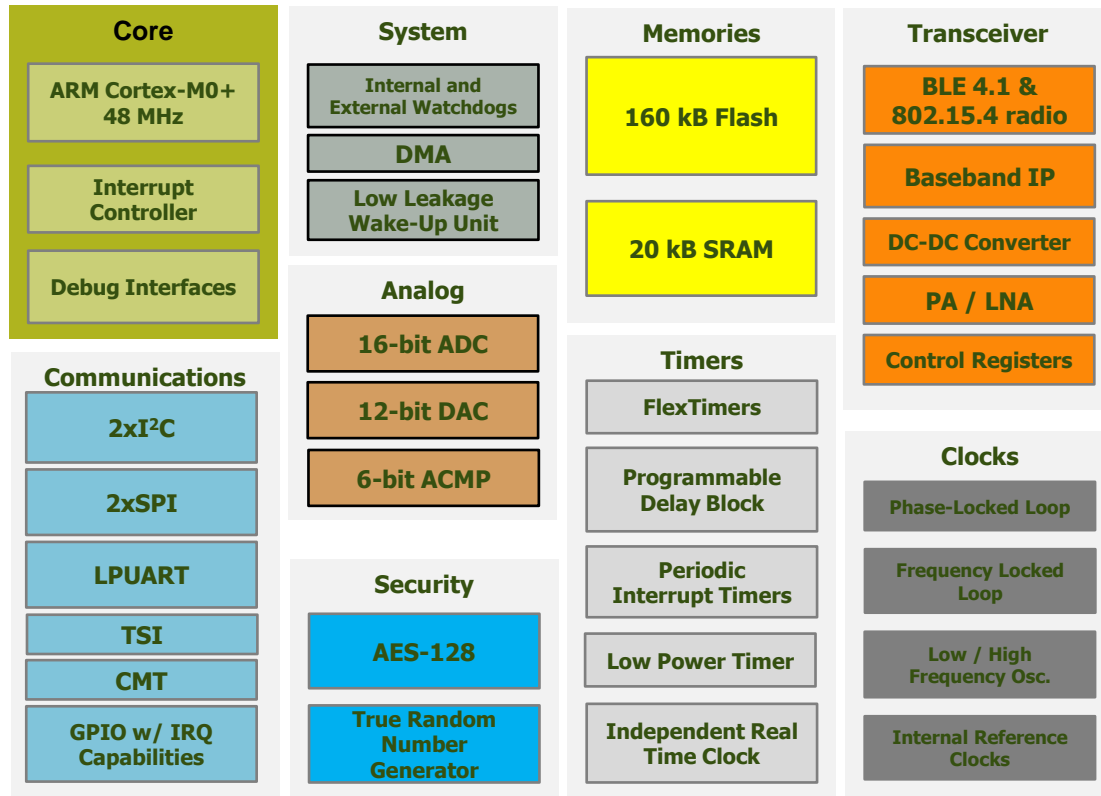 Core
ARM Cortex-M0+
48 MHz
Interrupt
Controller
Debug Interfaces
System
Internal and
External Watchdogs
DMA
Low Leakage
Wake-Up Unit
Memories
160 kB Flash
20 kB SRAM
Transceiver
BLE 4.1 &
802.15.4 radio
Baseband IP
DC-DC Converter
PA / LNA
Control Registers
Analog
16-bit ADC
12-bit DAC
6-bit ACMP
Communications
2xI²C
2xSPI
LPUART
TSI
CMT
GPIO w/ IRQ
Capabilities
Security
AES-128
True Random
Number
Generator
Timers
FlexTimers
Programmable
Delay Block
Periodic
Interrupt Timers
Low Power Timer
Independent Real
Time Clock
Clocks
Phase-Locked Loop
Frequency Locked
Loop
Low / High
Frequency Osc.
Internal Reference
Clocks